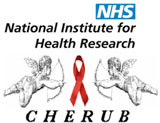 NHS
National Institute for
Health Research
CHERUB